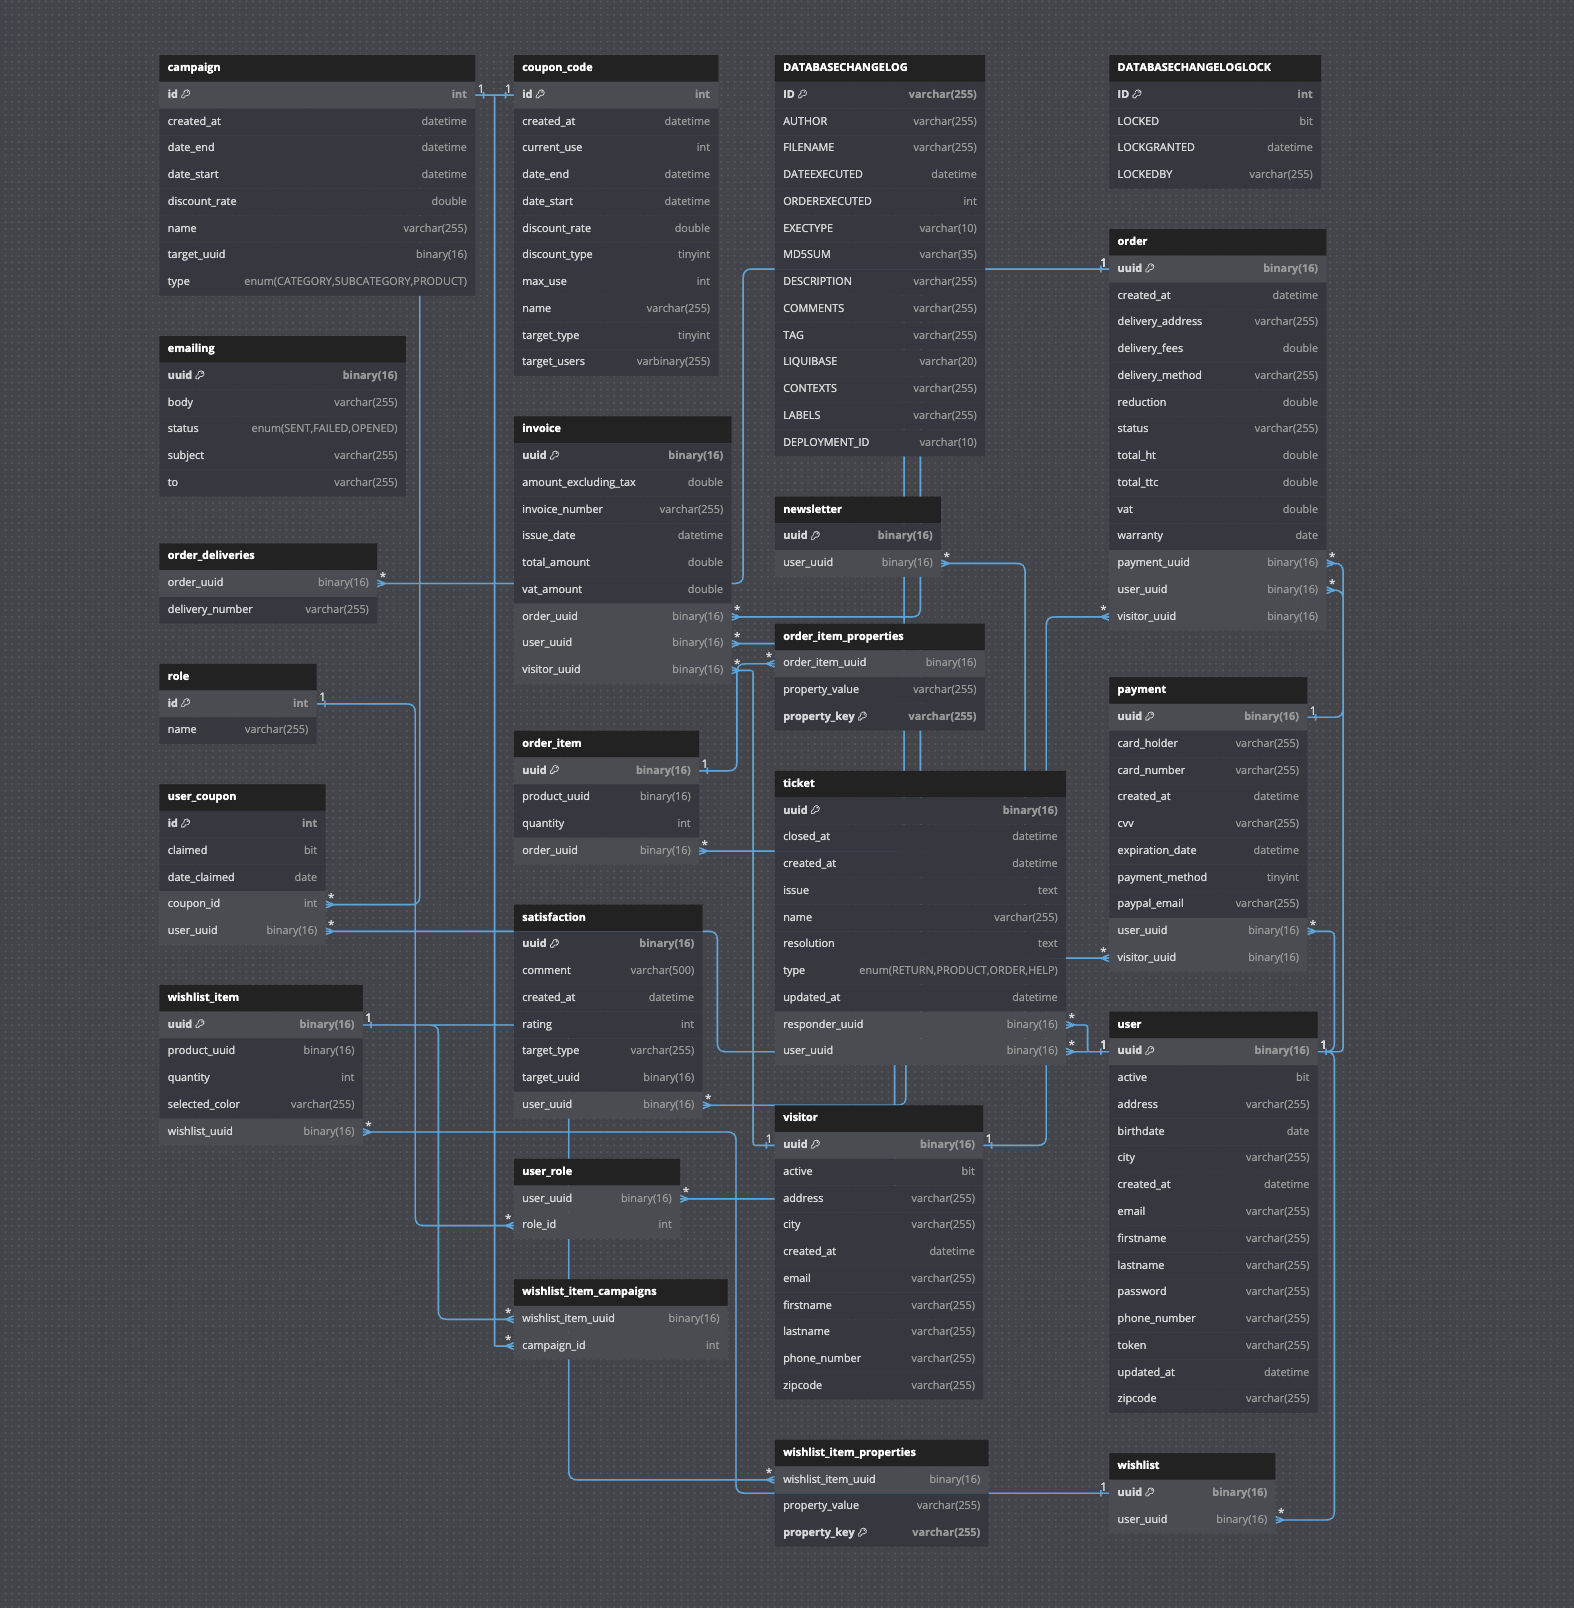 campaign
id int
created_at datetime
date_end datetime
date_start datetime
discount_rate double
name varchar(255)
target_uuid binary(16)
type enum(CATEGORY,SUBCATEGORY,PRODUCT)
1
emailing
uuid binary(16)
body varchar(255)
status enum(SENT,FAILED,OPENED)
subject varchar(255)
to varchar(255)
order_deliveries
order_uuid binary(16) *
delivery_number varchar(255)
role
id int 1
name varchar(255)
user_coupon
id int
claimed bit
date_claimed date
coupon_id int *
user_uuid binary(16) *
wishlist_item
uuid binary(16) 1
product_uuid binary(16)
quantity int
selected_color varchar(255)
wishlist_uuid binary(16) *
coupon_code
1 id int
created_at datetime
current_use int
date_end datetime
date_start datetime
discount_rate double
discount_type tinyint
max_use int
name varchar(255)
target_type tinyint
target_users varbinary(255)
invoice
uuid binary(16)
amount_excluding_tax double
invoice_number varchar(255)
issue_date datetime
total_amount double
vat_amount double
order_uuid binary(16) *
user_uuid binary(16) *
visitor_uuid binary(16) *
order_item
uuid binary(16) 1
product_uuid binary(16)
quantity int
order_uuid binary(16) *
satisfaction
uuid binary(16)
comment varchar(500)
created_at datetime
rating int
target_type varchar(255)
target_uuid binary(16)
user_uuid binary(16) *
user_role
user_uuid binary(16) *
* role_id int
wishlist_item_campaigns
* wishlist_item_uuid binary(16)
* campaign_id int
DATABASECHANGELOG
ID varchar(255)
AUTHOR varchar(255)
FILENAME varchar(255)
DATEEXECUTED datetime
ORDEREXECUTED int
EXECTYPE varchar(10)
MD5SUM varchar(35)
DESCRIPTION varchar(255)
COMMENTS varchar(255)
TAG varchar(255)
LIQUIBASE varchar(20)
CONTEXTS varchar(255)
LABELS varchar(255)
DEPLOYMENT_ID varchar(10)
newsletter
uuid binary(16)
user_uuid binary(16) *
order_item_properties
* order_item_uuid binary(16)
property_value varchar(255)
property_key varchar(255)
ticket
uuid binary(16)
closed_at datetime
created_at datetime
issue text
name varchar(255)
resolution text
type enum(RETURN,PRODUCT,ORDER,HELP)
updated_at datetime
responder_uuid binary(16) *
user_uuid binary(16) *
visitor
1 uuid binary(16) 1
active bit
address varchar(255)
city varchar(255)
created_at datetime
email varchar(255)
firstname varchar(255)
lastname varchar(255)
phone_number varchar(255)
zipcode varchar(255)
wishlist_item_properties
* wishlist_item_uuid binary(16)
property_value varchar(255)
property_key varchar(255)
DATABASECHANGELOGLOCK
ID int
LOCKED bit
LOCKGRANTED datetime
LOCKEDBY varchar(255)
order
1 uuid binary(16)
created_at datetime
delivery_address varchar(255)
delivery_fees double
delivery_method varchar(255)
reduction double
status varchar(255)
total_ht double
total_ttc double
vat double
warranty date
payment_uuid binary(16) *
user_uuid binary(16) *
* visitor_uuid binary(16)
payment
uuid binary(16) 1
card_holder varchar(255)
card_number varchar(255)
created_at datetime
cvv varchar(255)
expiration_date datetime
payment_method tinyint
paypal_email varchar(255)
user_uuid binary(16) *
* visitor_uuid binary(16)
user
1 uuid binary(16) 1
active bit
address varchar(255)
birthdate date
city varchar(255)
created_at datetime
email varchar(255)
firstname varchar(255)
lastname varchar(255)
password varchar(255)
phone_number varchar(255)
token varchar(255)
updated_at datetime
zipcode varchar(255)
wishlist
1 uuid binary(16)
user_uuid binary(16) *